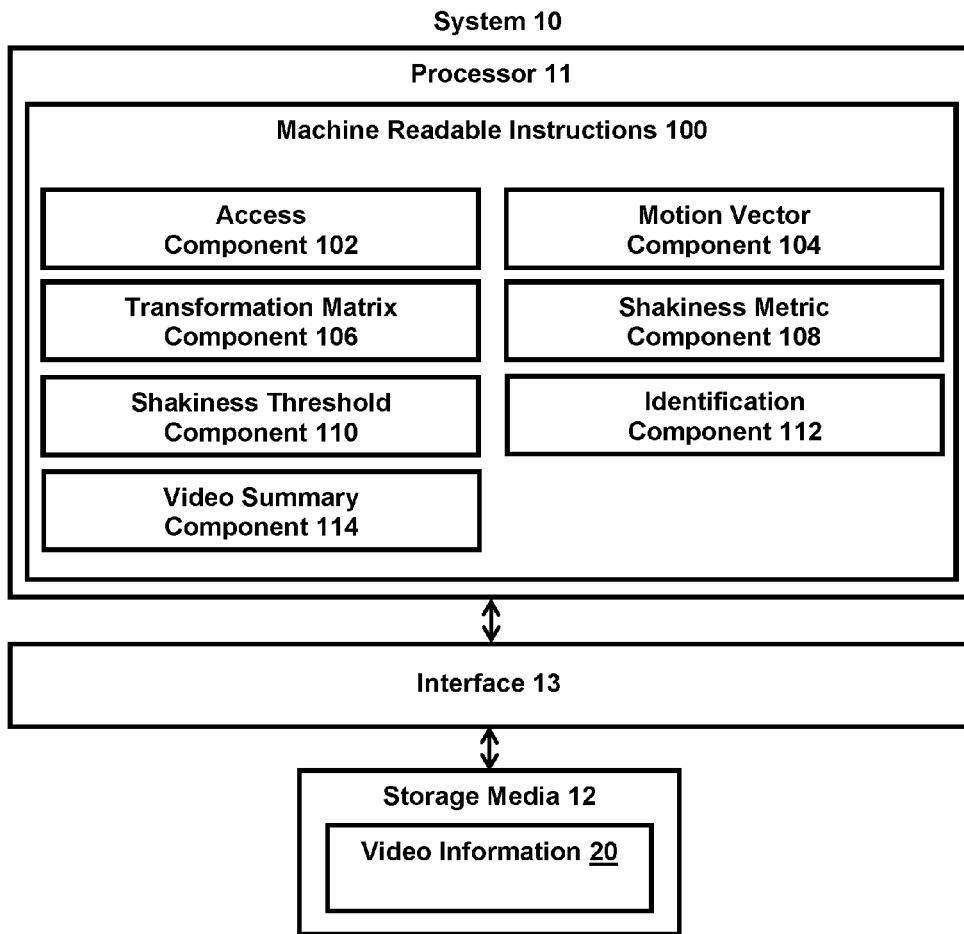 System 10
Processor 11
Machine Readable Instructions 100
Access
Component 102
Motion Vector
Component 104
Transformation Matrix
Component 106
Shakiness Metric
Component 108
Shakiness Threshold
Component 110
Identification
Component 112
Video Summary
Component 114
Interface 13
Storage Media 12
Video Information 20